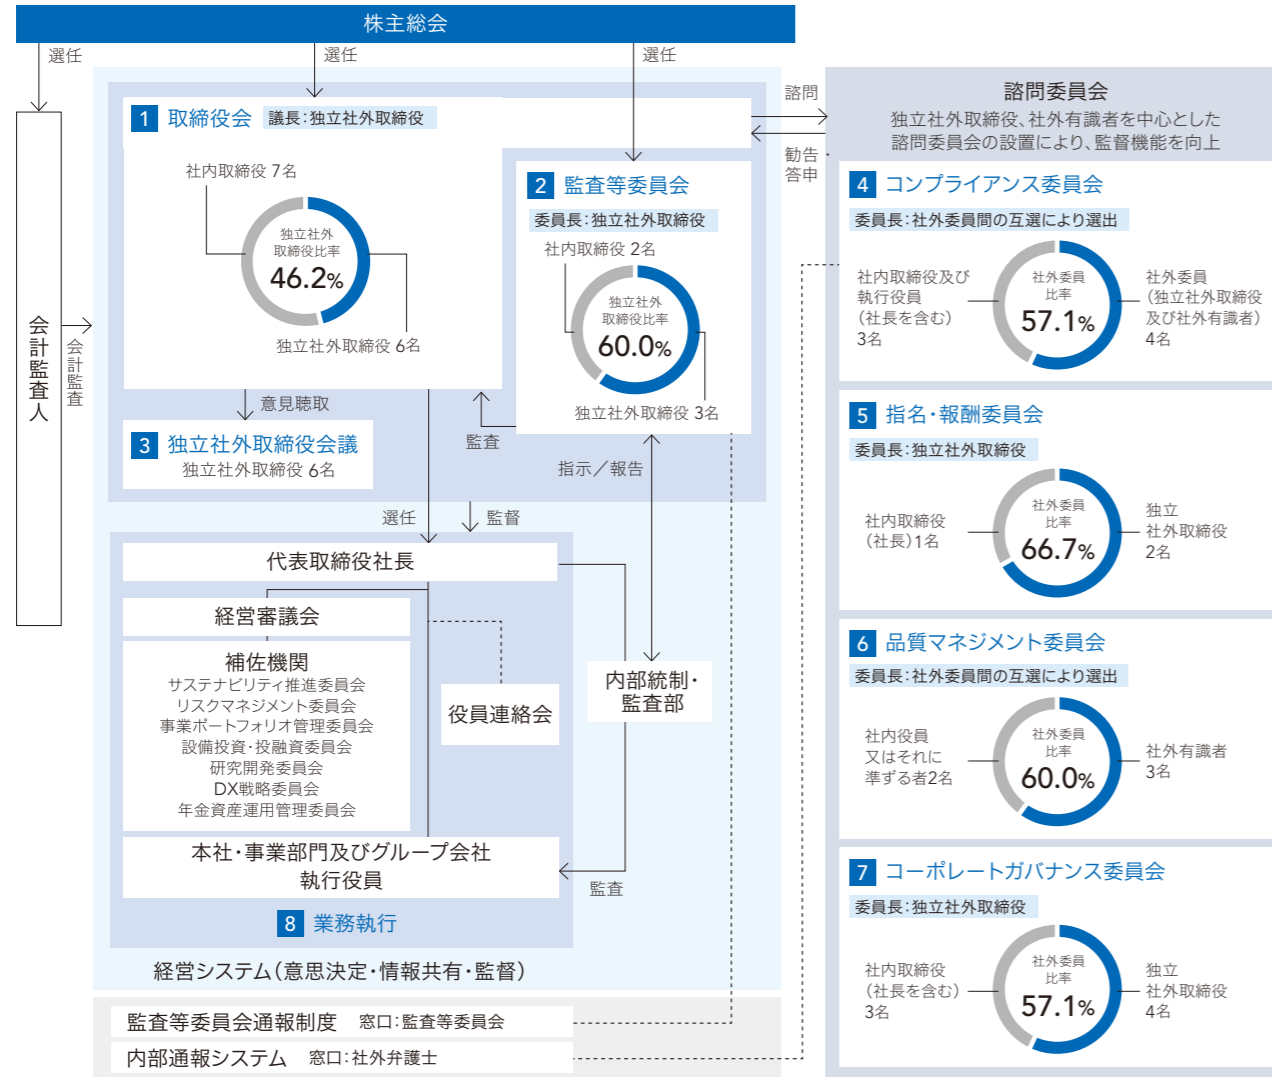 株主総会
選任
選任
選任
会計監査人
会計監査
1 取締役会 議長：独立社外取締役
社内取締役 7名
独立社外
取締役比率
46.2%
独立社外取締役 6名
2 監査等委員会
委員長：独立社外取締役
社内取締役 2名
独立社外
取締役比率
60.0%
独立社外取締役 3名
意見聴取
監査
3 独立社外取締役会議
独立社外取締役 6名
指示／報告
選任
監督
代表取締役社長
経営審議会
補佐機関
サステナビリティ推進委員会
リスクマネジメント委員会
事業ポートフォリオ管理委員会
設備投資・投融資委員会
研究開発委員会
DX戦略委員会
年金資産運用管理委員会
役員連絡会
内部統制・
監査部
本社・事業部門及びグループ会社
執行役員
監査
8 業務執行
経営システム（意思決定・情報共有・監督）
監査等委員会通報制度 窓口：監査等委員会
内部通報システム 窓口：社外弁護士
諮問
勧告・
答申
諮問委員会
独立社外取締役、社外有識者を中心とした
諮問委員会の設置により、監督機能を向上
4 コンプライアンス委員会
委員長：社外委員間の互選により選出
社内取締役及び
執行役員
（社長を含む）
3名
社外委員
比率
57.1%
社外委員
（独立社外取締役
及び社外有識者）
4名
5 指名・報酬委員会
委員長：独立社外取締役
社内取締役
（社長）1名
社外委員
比率
66.7%
独立
社外取締役
2名
6 品質マネジメント委員会
委員長：社外委員間の互選により選出
社内役員
又はそれに
準ずる者2名
社外委員
比率
60.0%
社外有識者
3名
7 コーポレートガバナンス委員会
委員長：独立社外取締役
社内取締役
（社長を含む）
3名
社外委員
比率
57.1%
独立
社外取締役
4名